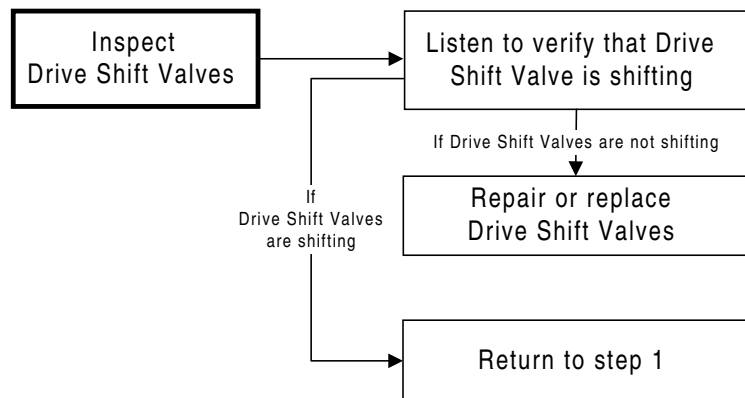 Inspect
Drive Shift Valves
Listen to verify that Drive
Shift Valve is shifting
If Drive Shift Valves are not shifting
Repair or replace
Drive Shift Valves
If
Drive Shift Valves
are shifting
Return to step 1